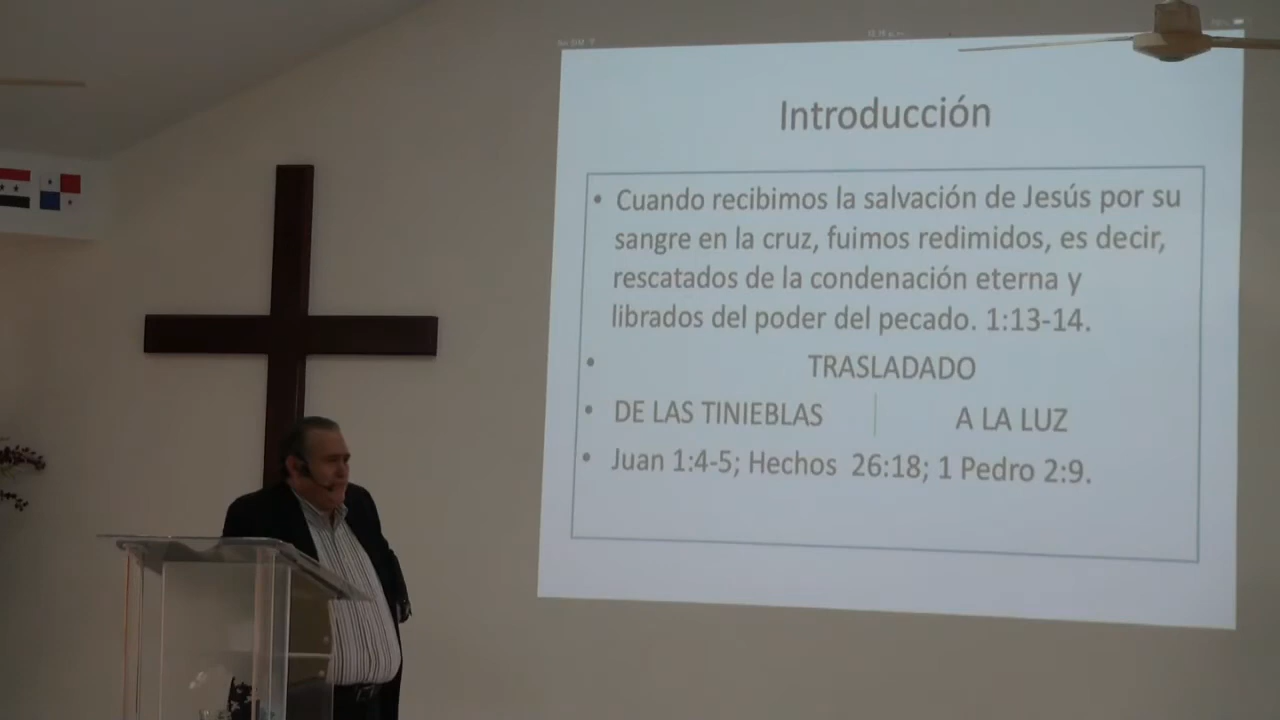 Introducción
• Cuando recibimos la salvación de Jesús por su
sangre en la cruz, fuimos redimidos, es decir,
rescatados de la condenación eterna y
librados del poder del pecado. 1:13-14.
• TRASLADADO
• DE LAS TINIEBLAS A LA LUZ
• Juan 1:4-5; Hechos 26:18; 1 Pedro 2:9.